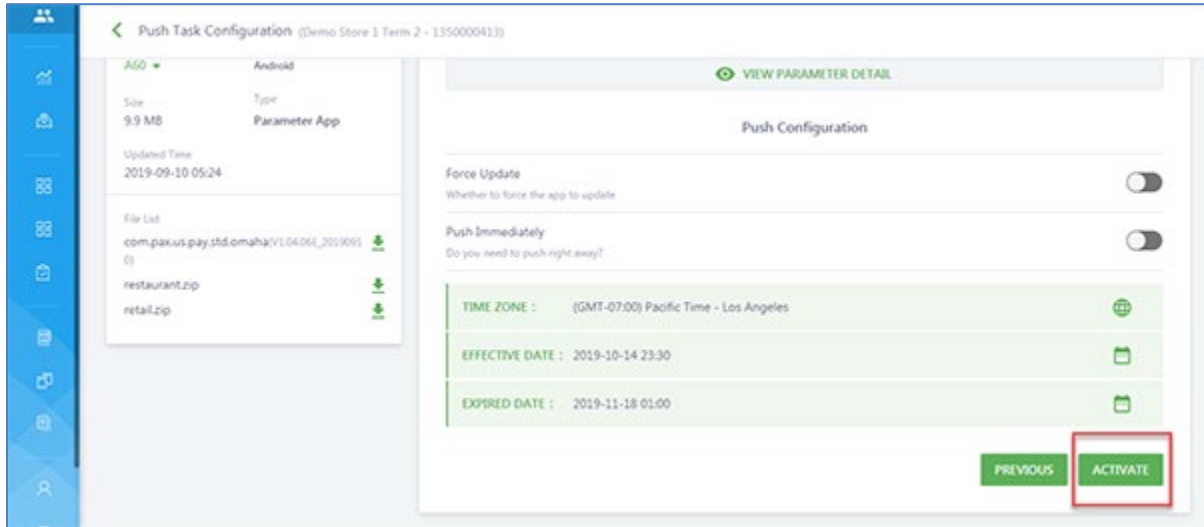 Push Task Configuration (Demo Store 1 Term 2 - 1350000413)
A60 Android
Size Type
9.9 MB Parameter App
Updated Time
2019-09-10 05:24
File List:
com.pax.us.pay.std.omaha(V1.04.06E_2019091
0)
restaurant.zip
retail.zip
VIEW PARAMETER DETAIL
Push Configuration
Force Update
Whether to force the app to update
Push Immediately
Do you need to push right away?
TIME ZONE : (GMT-07:00) Pacific Time - Los Angeles
EFFECTIVE DATE : 2019-10-14 23:30
EXPIRED DATE : 2019-11-18 01:00
PREVIOUS ACTIVATE